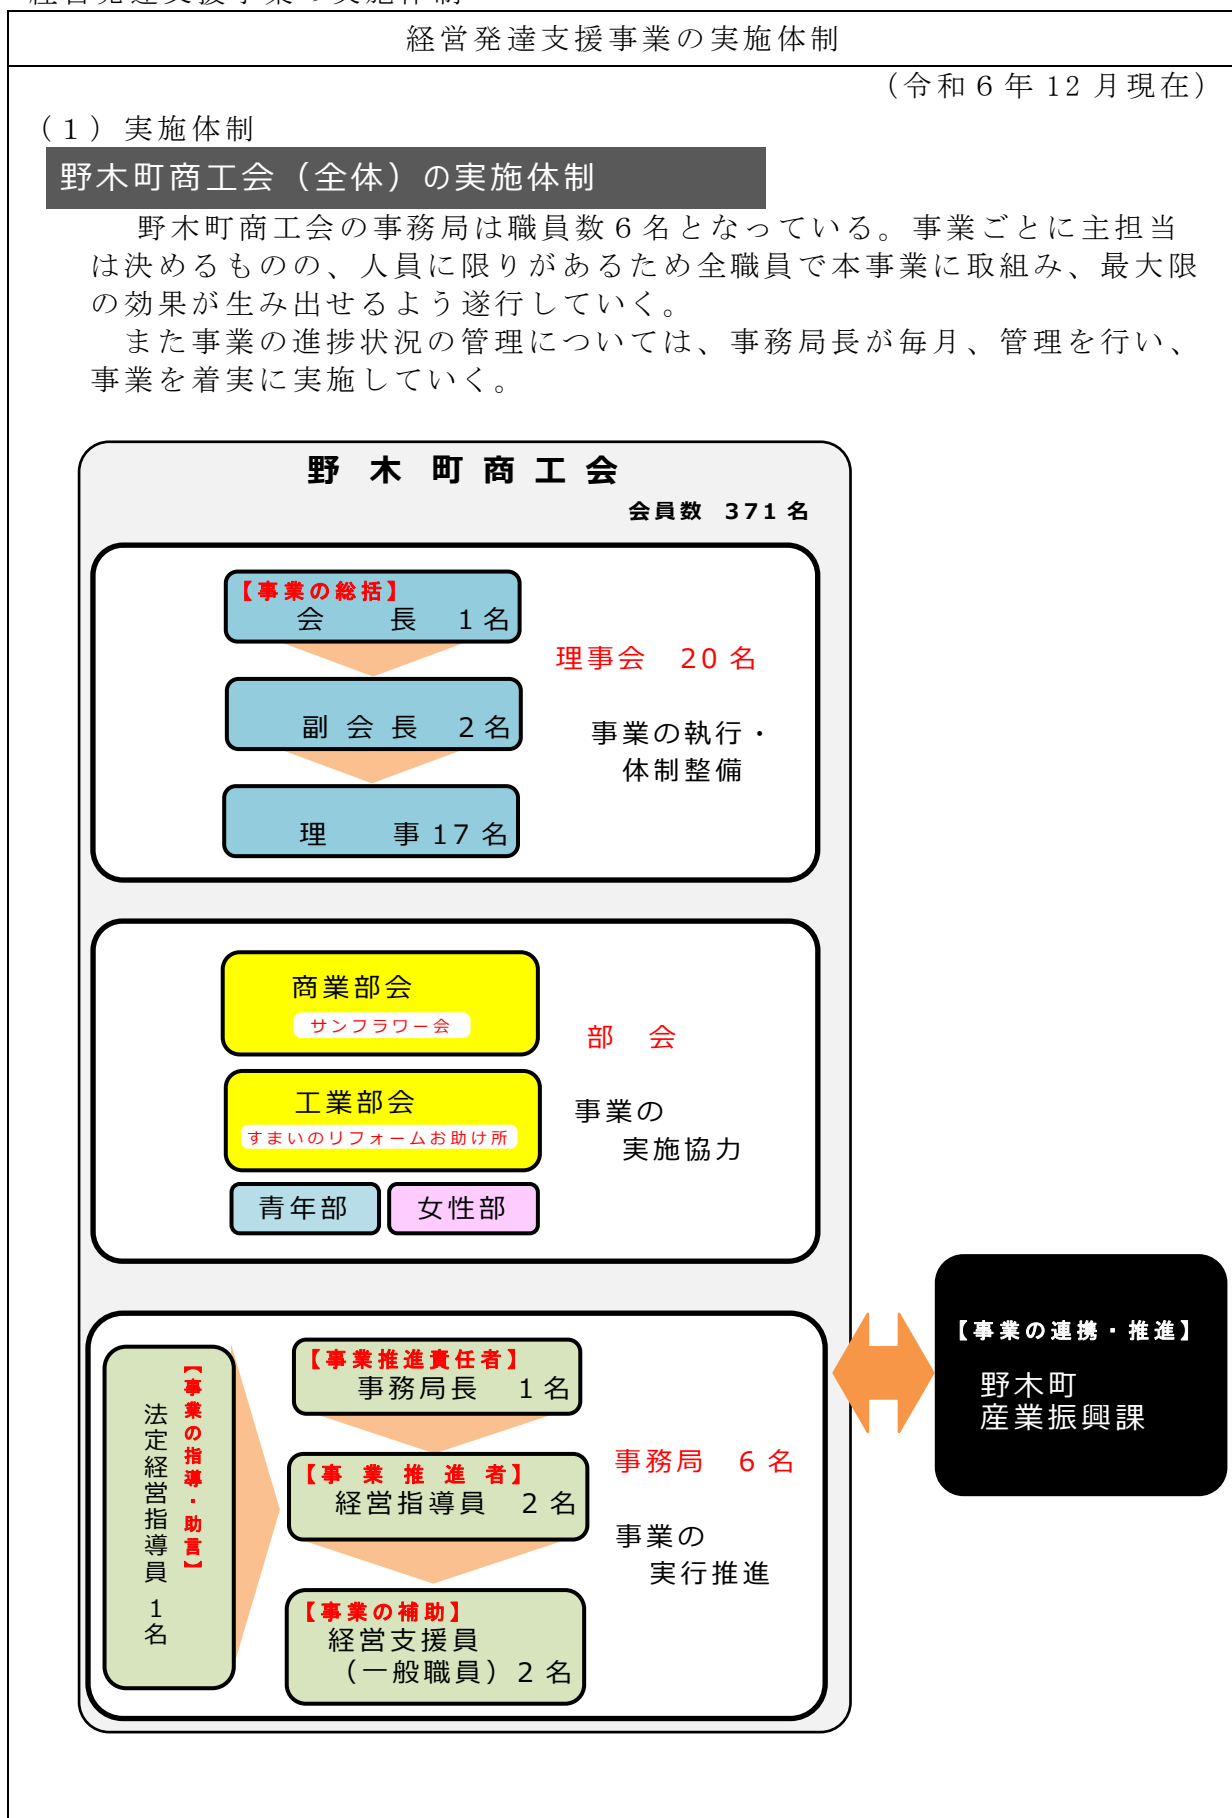 経営発達支援事業の実施体制
経営発達支援事業の実施体制
（令和６年 12 月現在）
（１）実施体制
野木町商工会（全体）の実施体制
野木町商工会の事務局は職員数６名となっている。事業ごとに主担当
は決めるものの、人員に限りがあるため全職員で本事業に取組み、最大限
の効果が生み出せるよう遂行していく。
また事業の進捗状況の管理については、事務局長が毎月、管理を行い、
事業を着実に実施していく。
野 木 町 商 工 会
会員数 371 名
【事業の総括】
会　　長　1 名
理事会　20 名
副 会 長　2 名
事業の執行・
体制整備
理　　事 17 名
商業部会
サンフラワー会
部　会
工業部会
すまいのリフォームお助け所
事業の
実施協力
青年部
女性部
【事業の指導・助言】
法定経営指導員 1名
【事業推進責任者】
事務局長　1 名
【事 業 推 進 者】
経営指導員　2 名
事務局　6 名
事業の
実行推進
【事業の補助】
経営支援員
（一般職員）2 名
【事業の連携・推進】
野木町
産業振興課